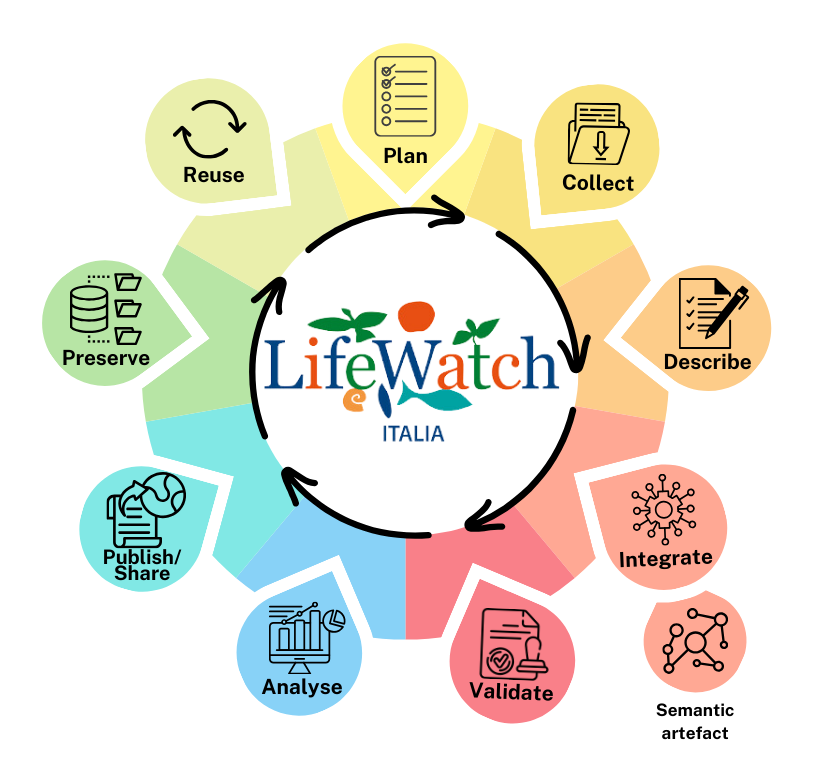 Plan
Collect
Describe
Integrate
Semantic
artefact
Validate
Analyse
Publish/
Share
Preserve
Reuse
LifeWatch
ITALIA